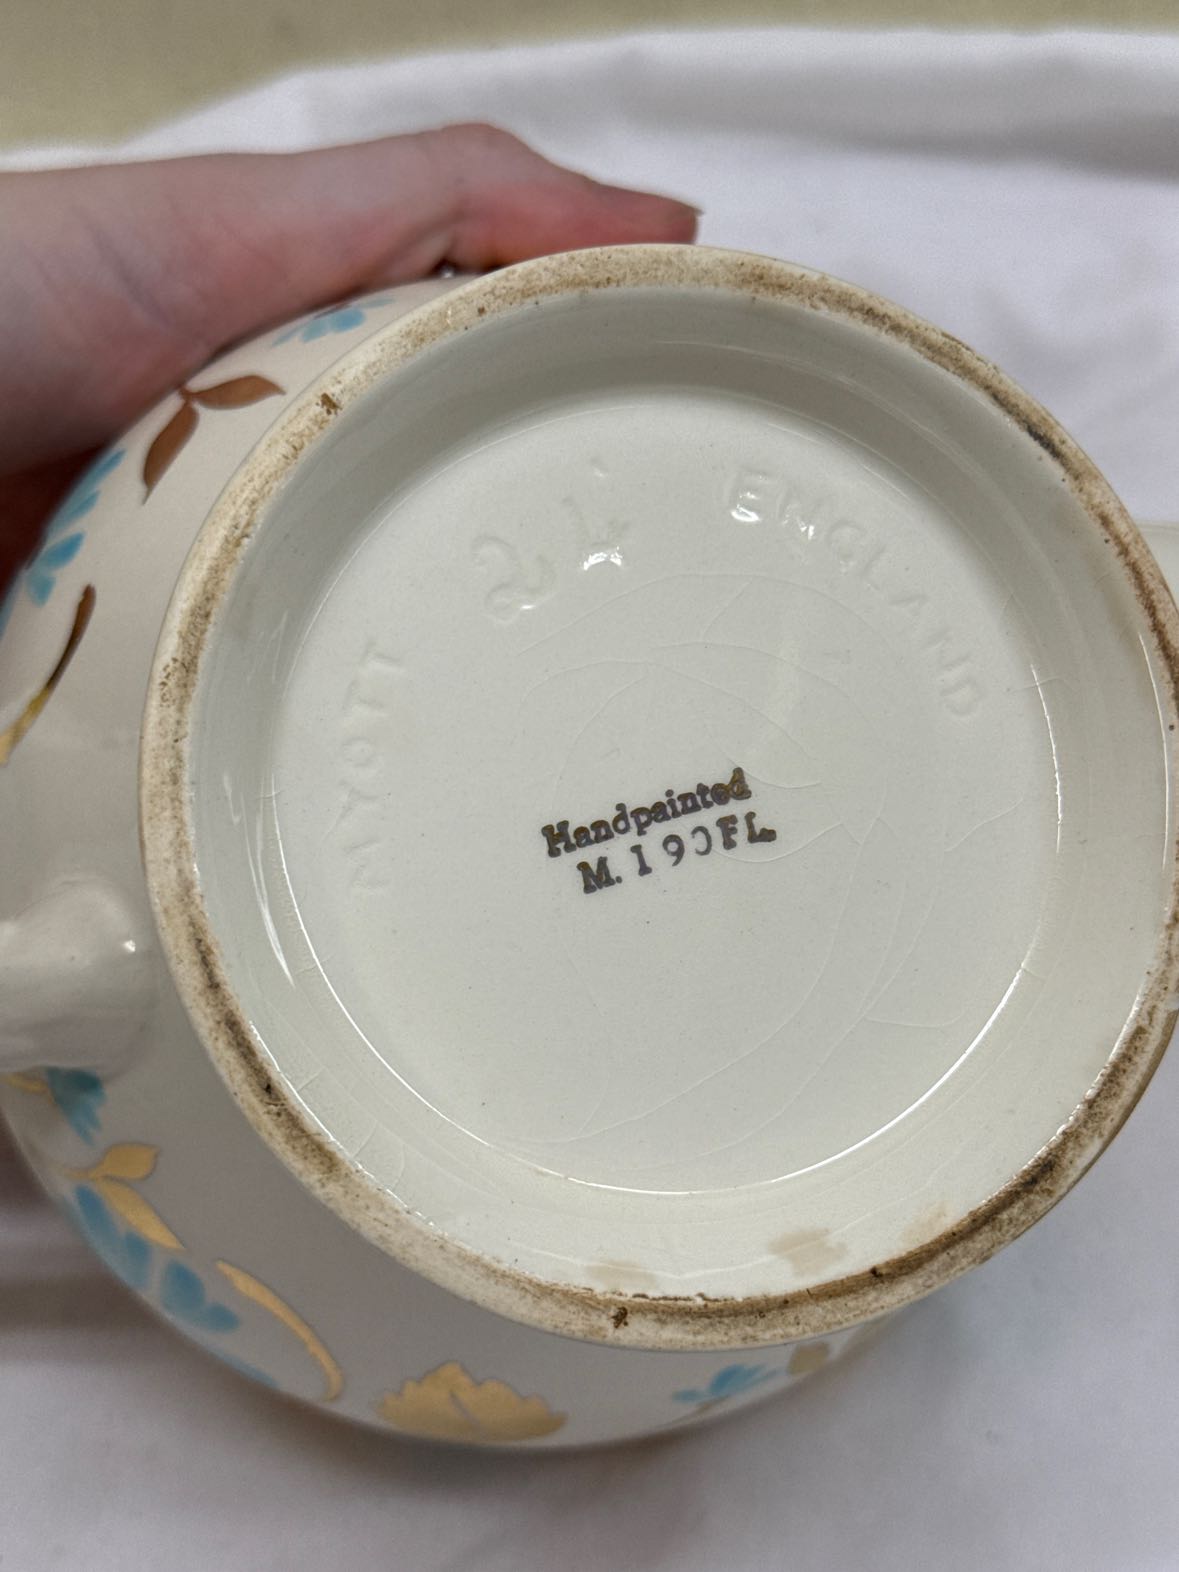 MYOTT
ENGLAND
Handpainted
M. 190FL